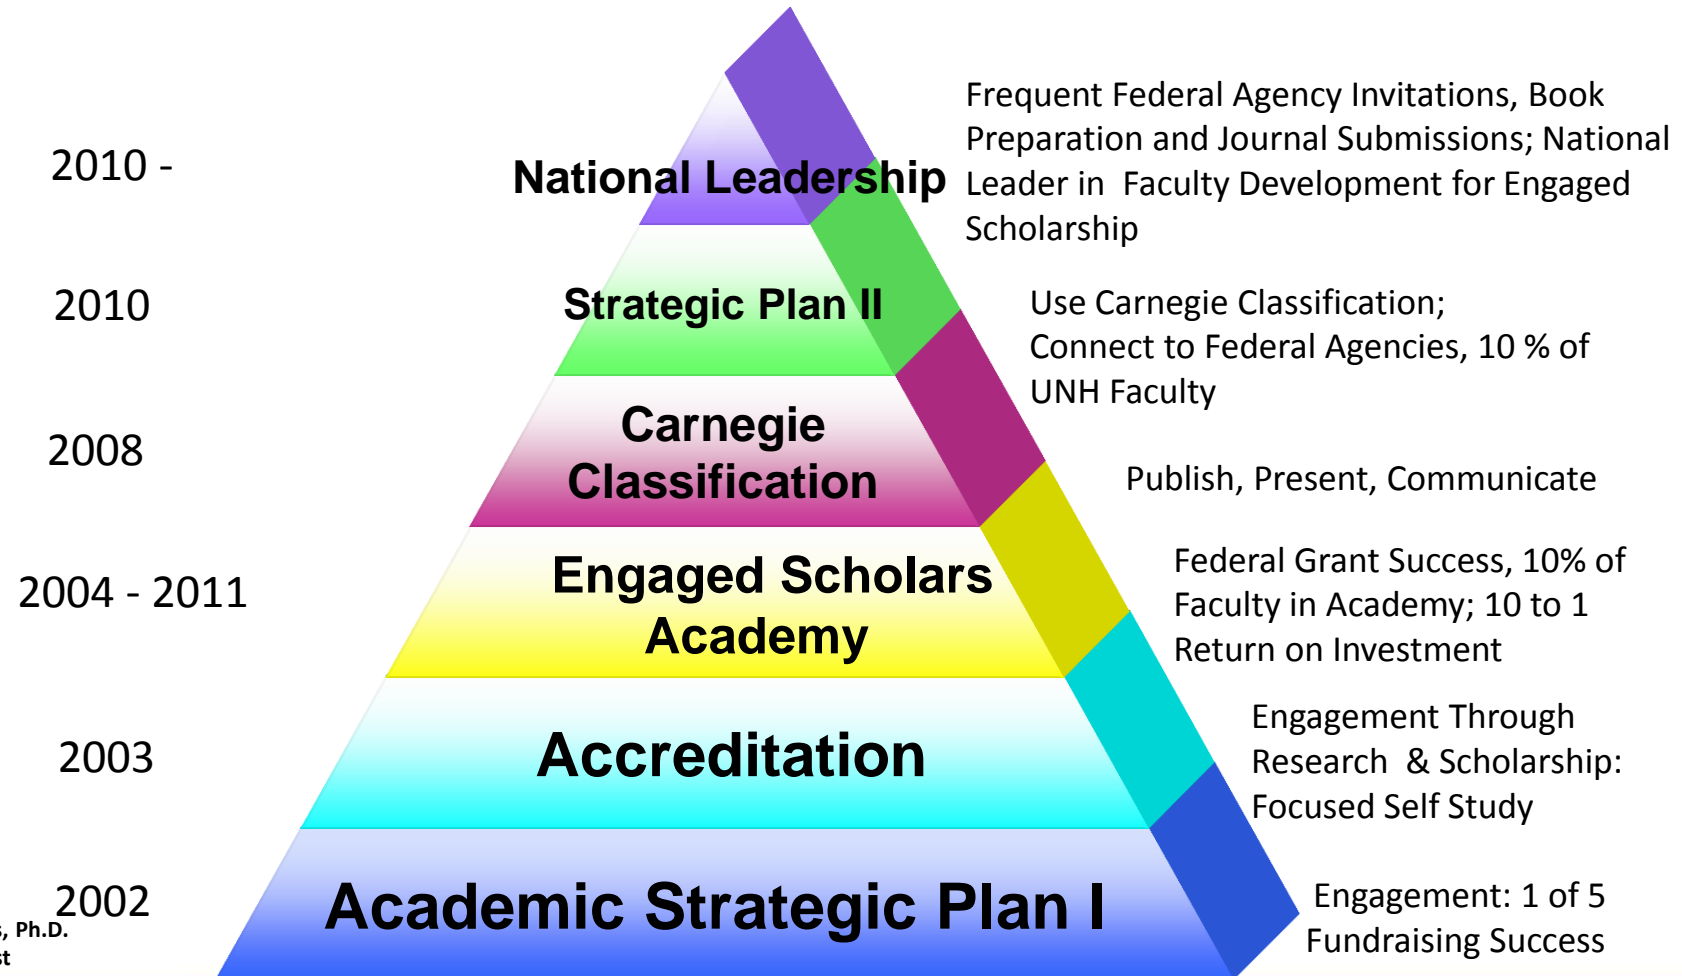 2010 -
National Leadership
Frequent Federal Agency Invitations, Book
Preparation and Journal Submissions; National
Leader in Faculty Development for Engaged
Scholarship
2010
Strategic Plan II
Use Carnegie Classification;
Connect to Federal Agencies, 10 % of
UNH Faculty
2008
Carnegie
Classification
Publish, Present, Communicate
2004 - 2011
Engaged Scholars
Academy
Federal Grant Success, 10% of
Faculty in Academy; 10 to 1
Return on Investment
2003
Accreditation
Engagement Through
Research & Scholarship:
Focused Self Study
2002
Academic Strategic Plan I
Engagement: 1 of 5
Fundraising Success
Ph.D.